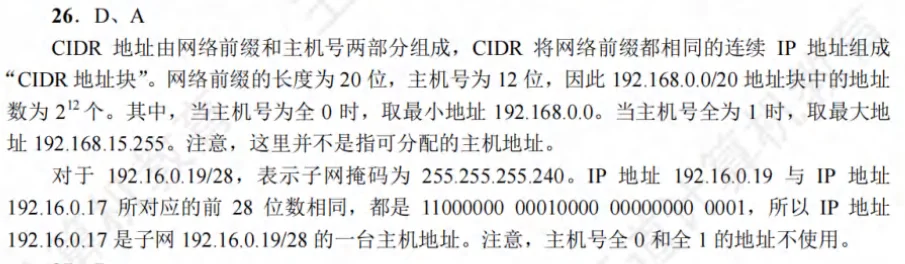 26．D、A
CIDR 地址由网络前缀和主机号两部分组成，CIDR 将网络前缀都相同的连续 IP 地址组成
“CIDR 地址块”。网络前缀的长度为 20 位，主机号为 12 位，因此 192.168.0.0/20 地址块中的地址
数为 2¹² 个。其中，当主机号为全 0 时，取最小地址 192.168.0.0。当主机号全为 1 时，取最大地
址 192.168.15.255。注意，这里并不是指可分配的主机地址。
对于 192.16.0.19/28，表示子网掩码为 255.255.255.240。IP 地址 192.16.0.19 与 IP 地址
192.16.0.17 所对应的前 28 位数相同，都是 11000000 00010000 00000000 0001，所以 IP 地址
192.16.0.17 是子网 192.16.0.19/28 的一台主机地址。注意，主机号全 0 和全 1 的地址不使用。